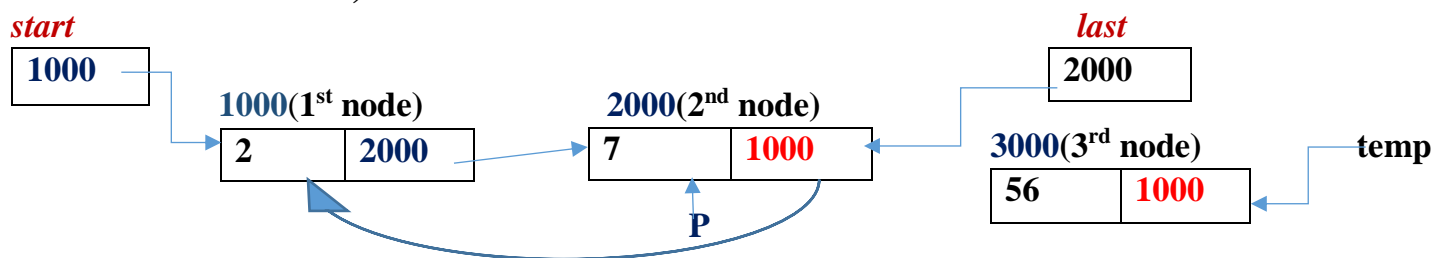 start last
1000 2000
1000(1st node) 2000(2nd node)
2 2000 7 1000
3000(3rd node) temp
56 1000
P